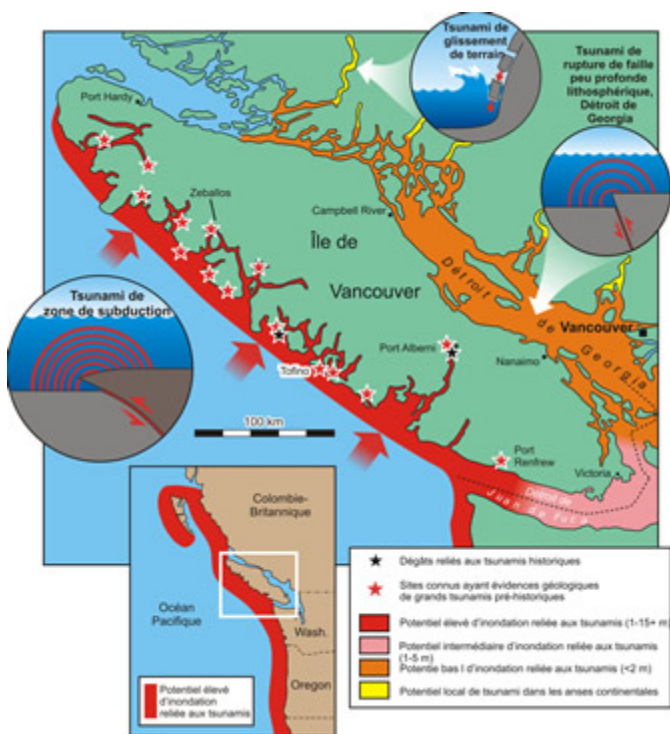 Tsunami de
glissement
de terrain
Tsunami de
rupture de faille
peu profonde
lithosphérique,
Détroit de
Georgia
Port Hardy
Zeballos
Campbell River
Île de
Vancouver
Détroit de Georgia
Vancouver
Nanaimo
Tsunami de
zone de subduction
Port Alberni
Tofino
100 km
Port
Renfrew
Victoria
Détroit de
Juan de Fuca
Colombie-
Britannique
Océan
Pacifique
Wash.
Oregon
Potentiel élevé
d'inondation
reliée aux tsunamis
Dégâts reliés aux tsunamis historiques
Sites connus ayant évidences géologiques
de grands tsunamis pré-historiques
Potentiel élevé d'inondation reliée aux tsunamis (1-15+ m)
Potentiel intermédiaire d'inondation reliée aux tsunamis
(1-5 m)
Potentie bas l d'inondation reliée aux tsunamis (<2 m)
Potentiel local de tsunami dans les anses continentales